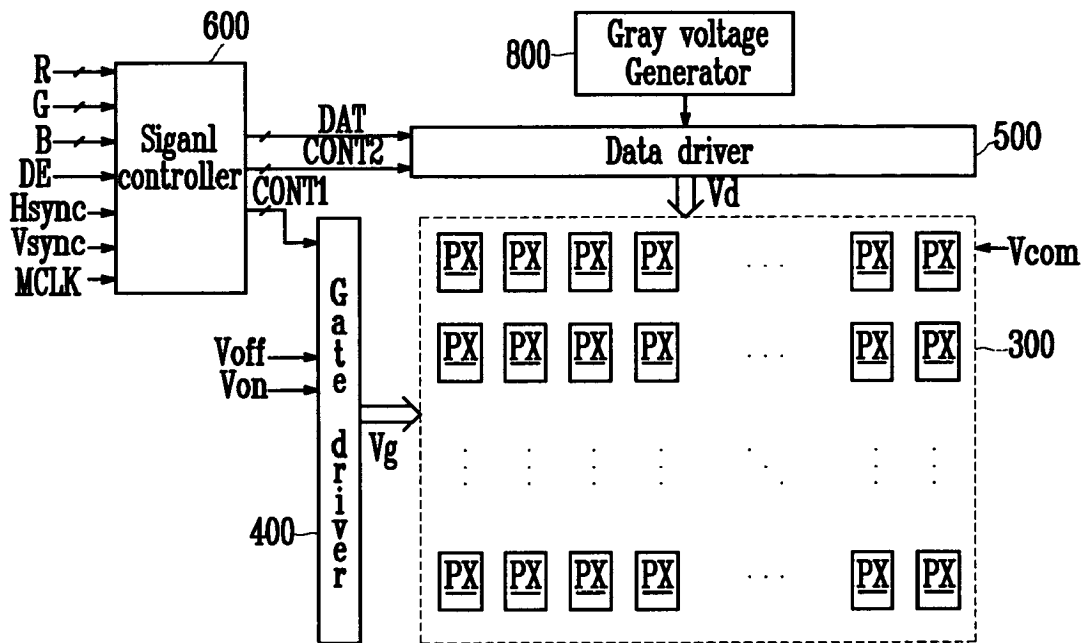 600
R
G
B
DE
Hsync
Vsync
MCLK
Siganl
controller
DAT
CONT2
CONT1
800
Gray voltage
Generator
Data driver
500
Vd
Vcom
PX PX PX PX ... PX PX
PX PX PX PX ... PX PX
300
Voff
Von
Gate driver
Vg
400
PX PX PX PX ... PX PX